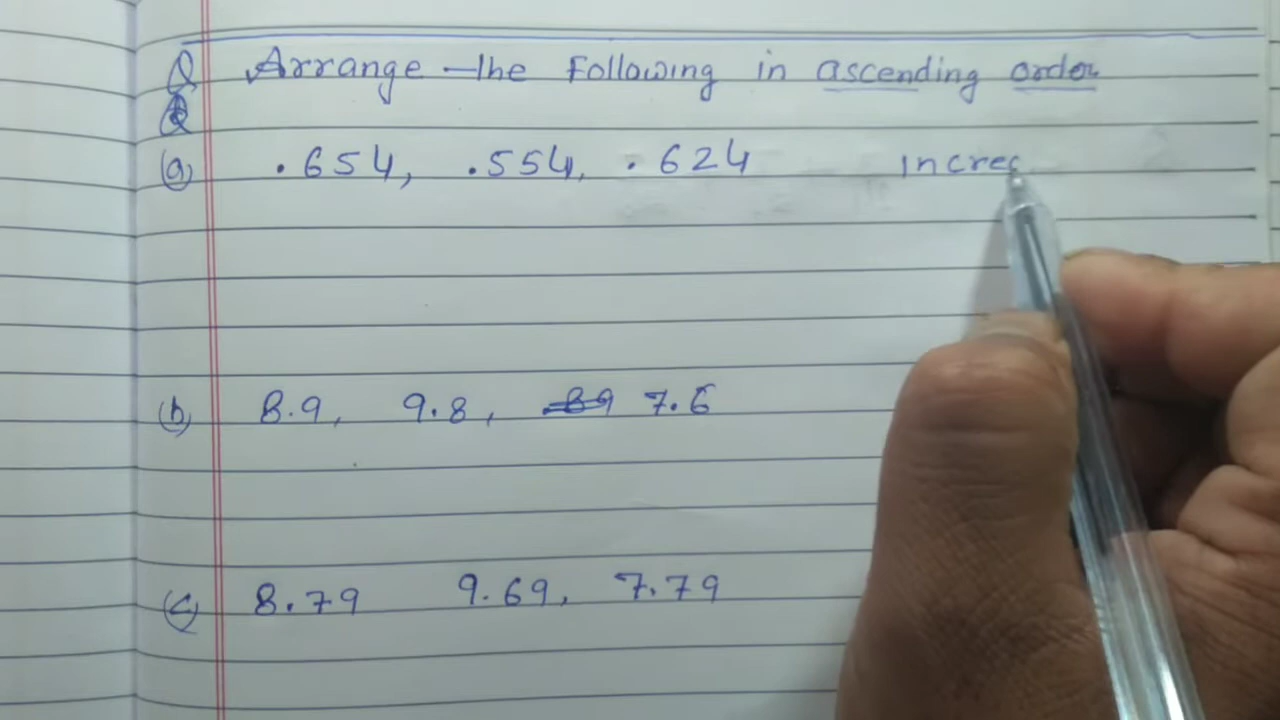 Q Arrange the Following in ascending order
(a) .654, .554, .624 Increa
(b) 8.9, 9.8, 7.6
(c) 8.79 9.69, 7.79